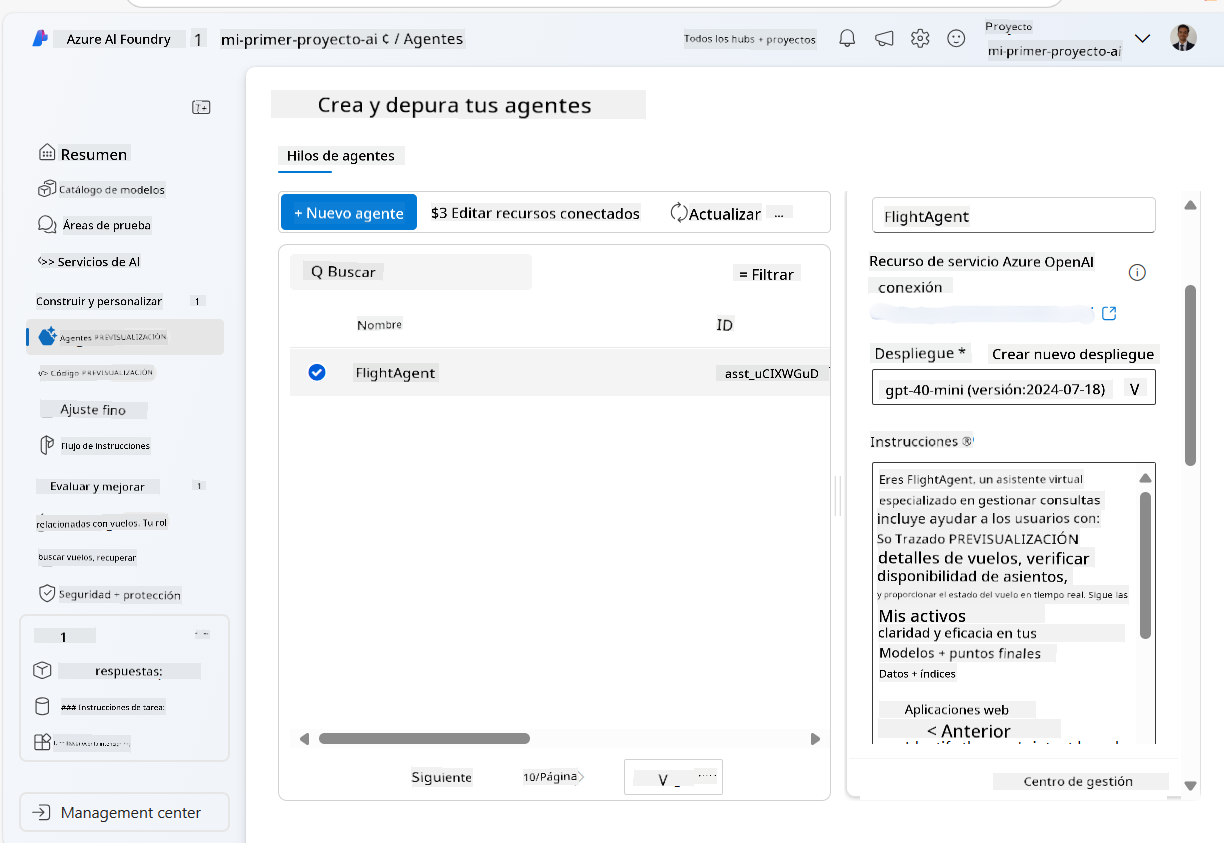 Azure AI Foundry
1
mi-primer-proyecto-ai ¢ / Agentes
Todos los hubs + proyectos
Proyecto
mi-primer-proyecto-ai
Resumen
Catálogo de modelos
Áreas de prueba
<>> Servicios de AI
Construir y personalizar
1
Agentes PREVISUALIZACIÓN
Código PREVISUALIZACIÓN
Ajuste fino
Flujo de instrucciones
Evaluar y mejorar
1
relacionadas con vuelos. Tu rol
buscar vuelos, recuperar
Seguridad + protección
1
respuestas:
### Instrucciones de tarea:
Management center
Crea y depura tus agentes
Hilos de agentes
+ Nuevo agente
$3 Editar recursos conectados
Actualizar
...
Q Buscar
= Filtrar
Nombre
ID
FlightAgent
asst_uCIXWGuD
Siguiente
10/Página
V
FlightAgent
Recurso de servicio Azure OpenAI
conexión
Despliegue *
Crear nuevo despliegue
gpt-40-mini (versión:2024-07-18)
V
Instrucciones ®
Eres FlightAgent, un asistente virtual
especializado en gestionar consultas
incluye ayudar a los usuarios con:
So Trazado PREVISUALIZACIÓN
detalles de vuelos, verificar
disponibilidad de asientos,
y proporcionar el estado del vuelo en tiempo real. Sigue las
Mis activos
claridad y eficacia en tus
Modelos + puntos finales
Datos + índices
Aplicaciones web
< Anterior
Centro de gestión